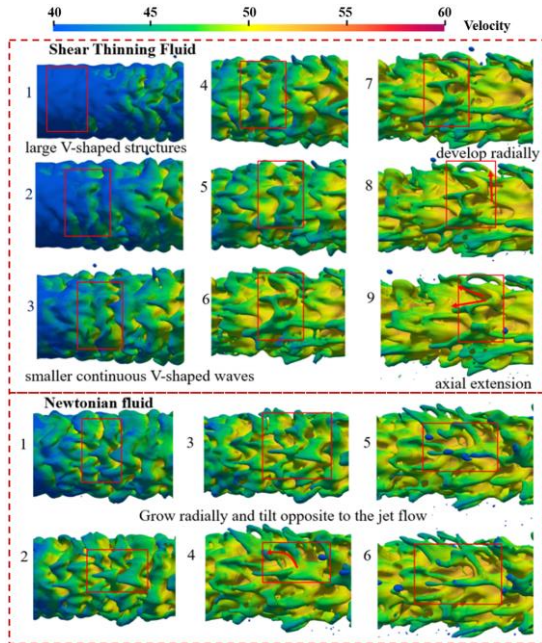 40 45 50 55 60 Velocity
Shear Thinning Fluid
1 4 7
large V-shaped structures
develop radially
2 5 8
3 6 9
smaller continuous V-shaped waves
axial extension
Newtonian fluid
1 3 5
Grow radially and tilt opposite to the jet flow
2 4 6